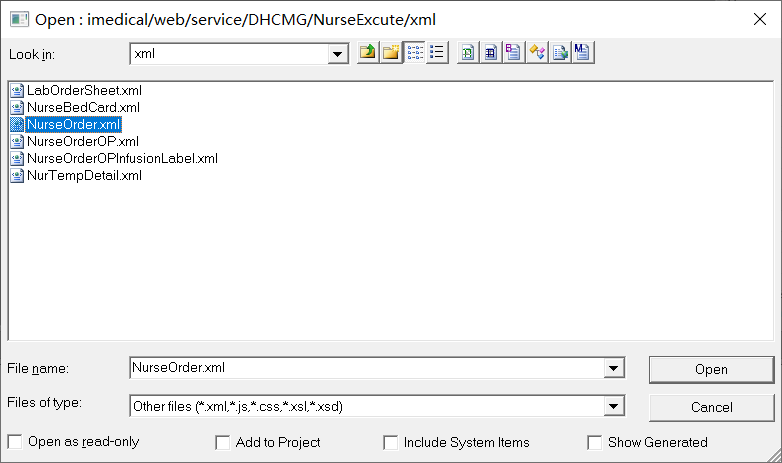 Open : imedical/web/service/DHCMG/NurseExcute/xml
Look in: xml
LabOrderSheet.xml
NurseBedCard.xml
NurseOrder.xml
NurseOrderOP.xml
NurseOrderOPInfusionLabel.xml
NurTempDetail.xml
File name: NurseOrder.xml Open
Files of type: Other files (*.xml,*.js,*.css,*.xsl,*.xsd) Cancel
Open as read-only Add to Project Include System Items Show Generated